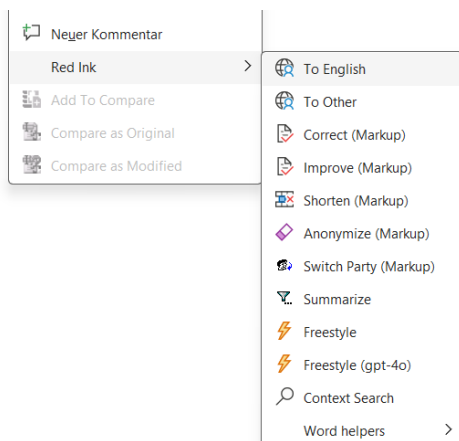 Neuer Kommentar
Red Ink
Add To Compare
Compare as Original
Compare as Modified
To English
To Other
Correct (Markup)
Improve (Markup)
Shorten (Markup)
Anonymize (Markup)
Switch Party (Markup)
Summarize
Freestyle
Freestyle (gpt-4o)
Context Search
Word helpers